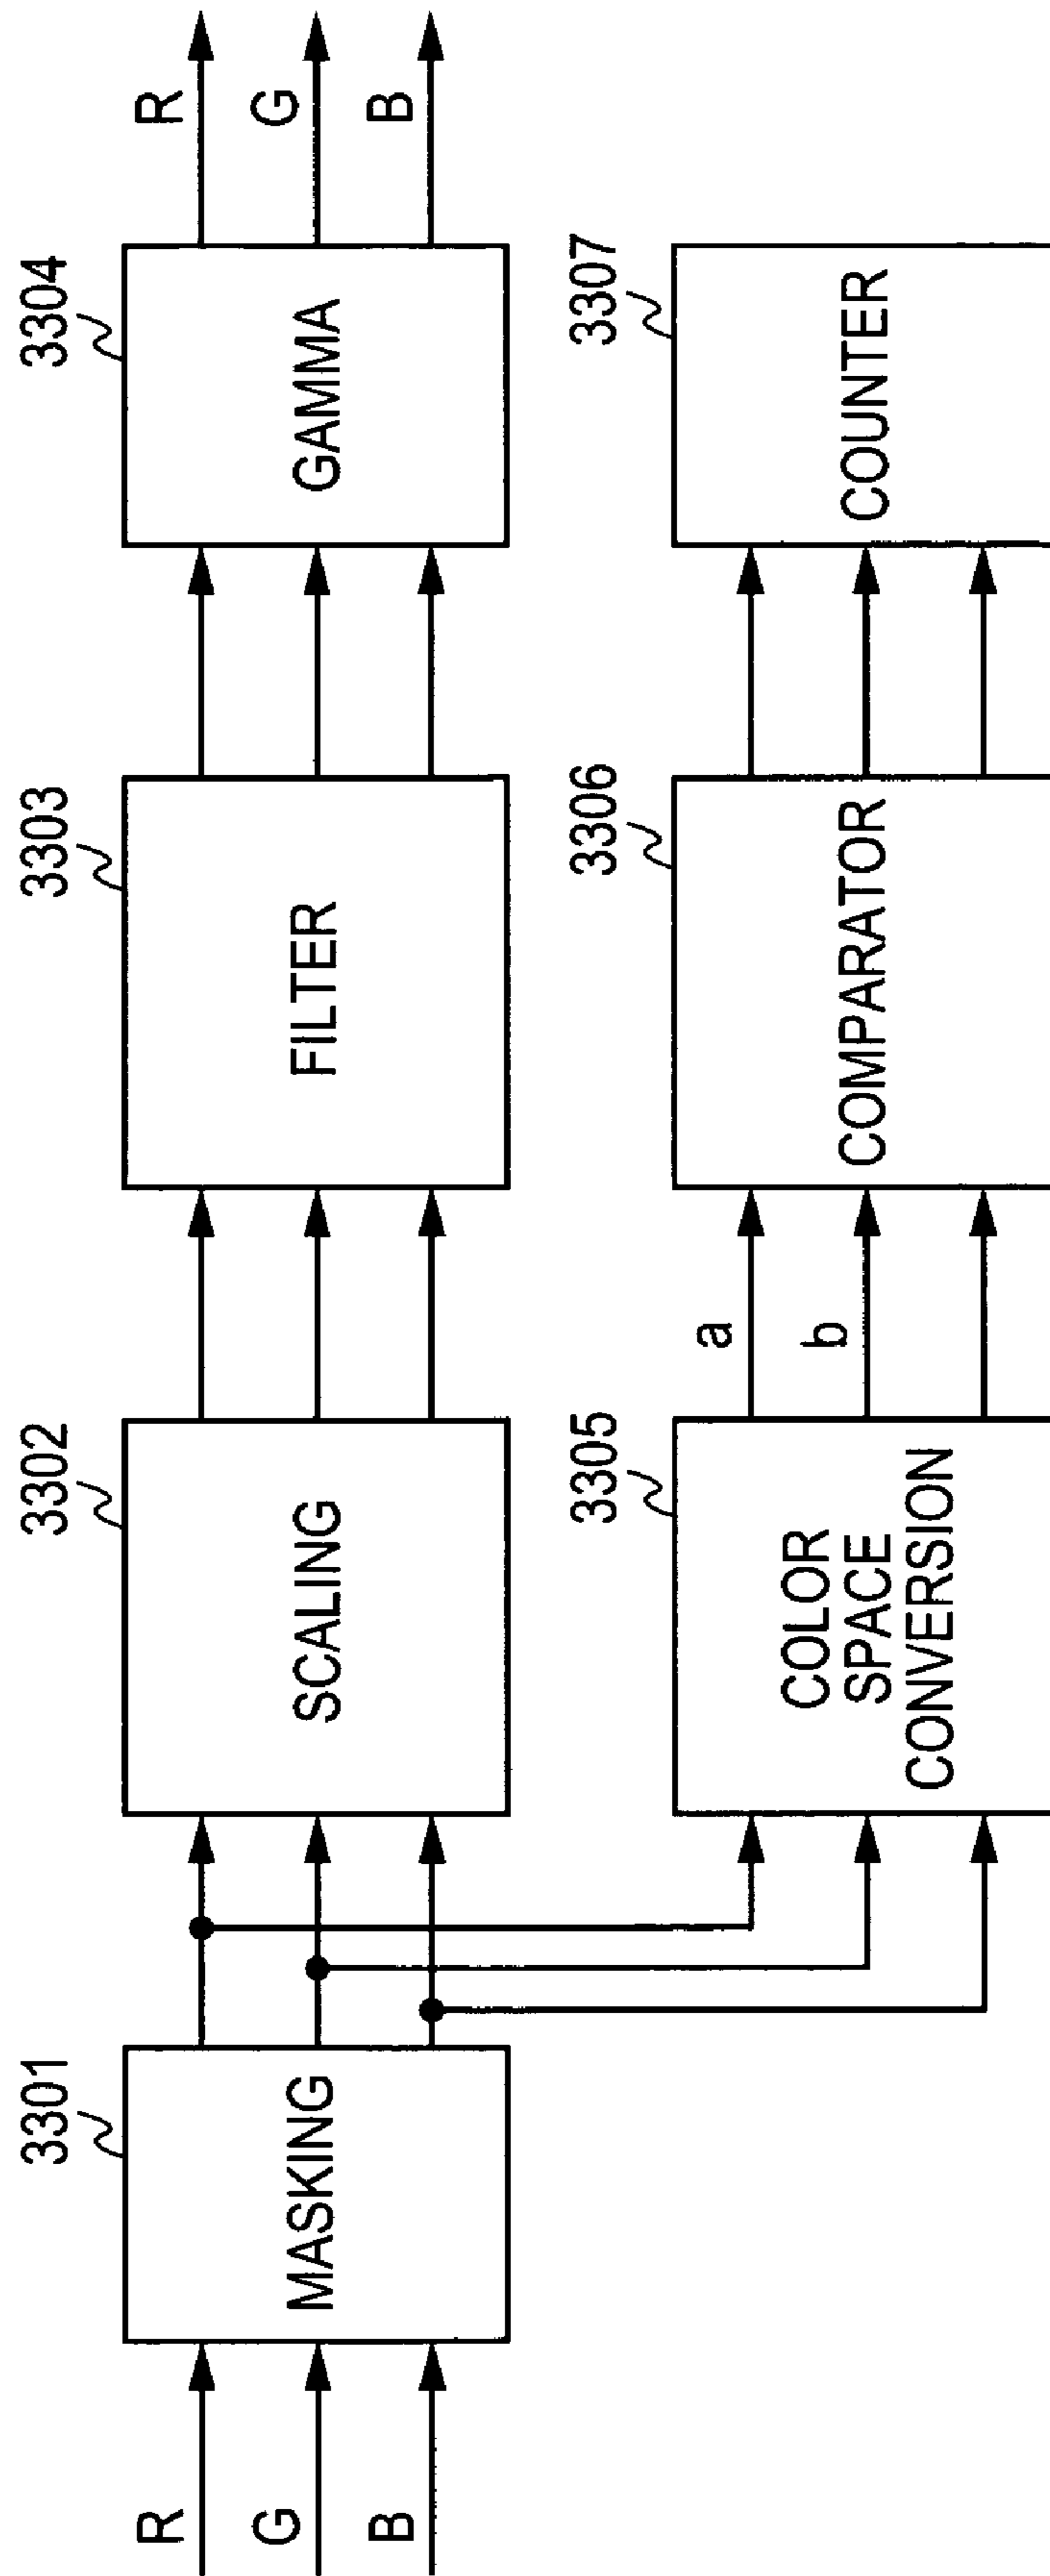 R
G
B
3301
MASKING
3302
SCALING
3303
FILTER
3304
GAMMA
R
G
B
3305
COLOR
SPACE
CONVERSION
a
b
3306
COMPARATOR
3307
COUNTER